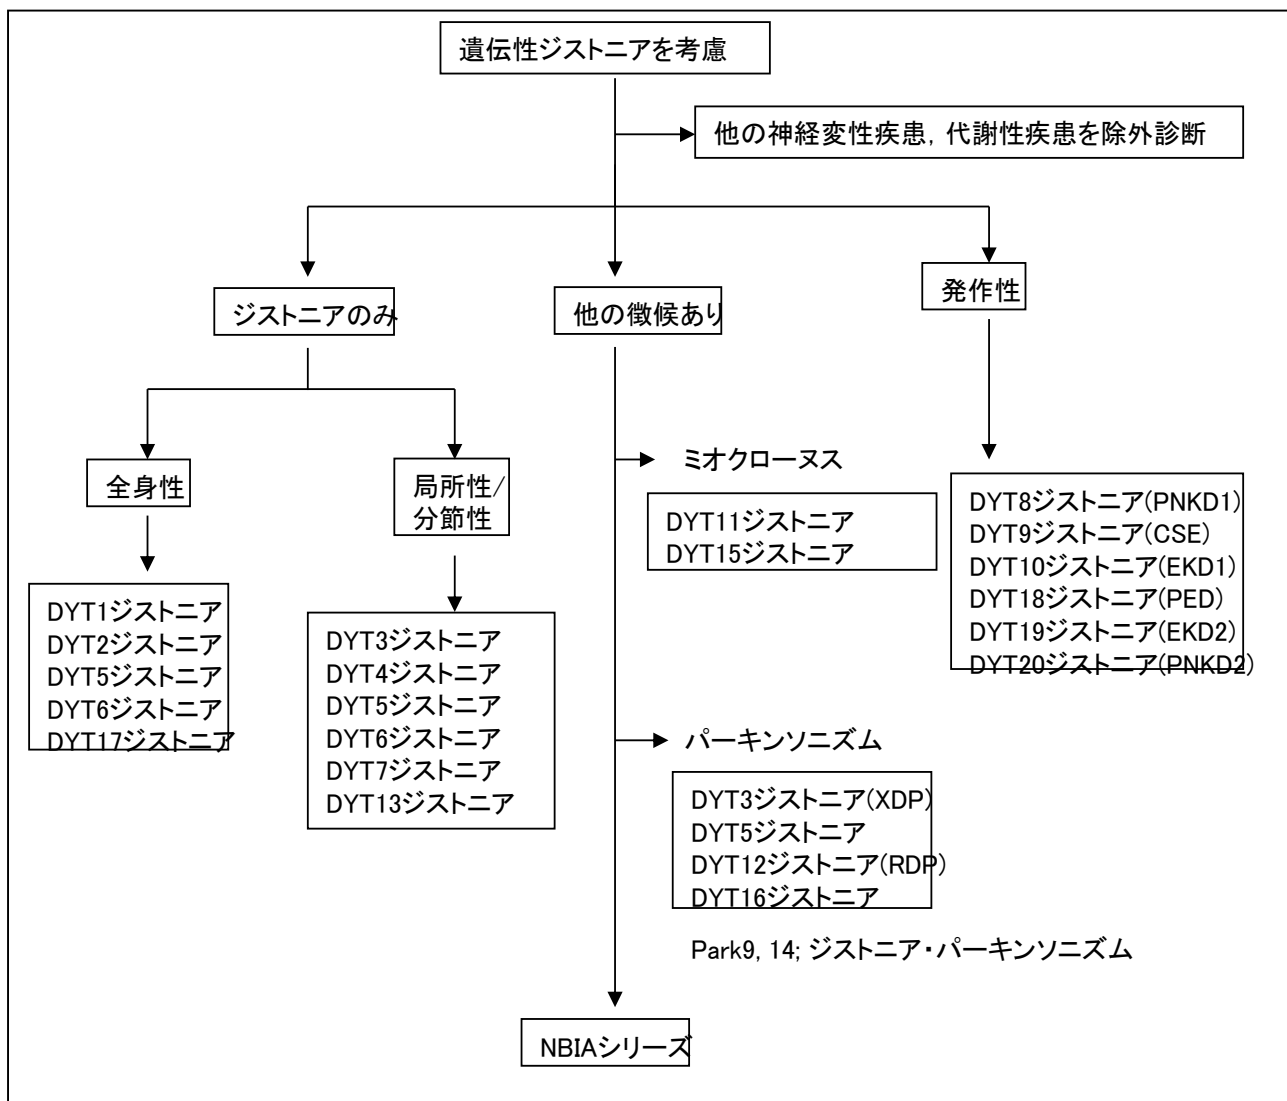 遺伝性ジストニアを考慮
他の神経変性疾患, 代謝性疾患を除外診断
ジストニアのみ
他の徴候あり
発作性
全身性
局所性/
分節性
DYT1ジストニア
DYT2ジストニア
DYT5ジストニア
DYT6ジストニア
DYT17ジストニア
DYT3ジストニア
DYT4ジストニア
DYT5ジストニア
DYT6ジストニア
DYT7ジストニア
DYT13ジストニア
ミオクローヌス
DYT11ジストニア
DYT15ジストニア
パーキンソニズム
DYT3ジストニア(XDP)
DYT5ジストニア
DYT12ジストニア(RDP)
DYT16ジストニア
Park9, 14; ジストニア・パーキンソニズム
NBIAシリーズ
DYT8ジストニア(PNKD1)
DYT9ジストニア(CSE)
DYT10ジストニア(EKD1)
DYT18ジストニア(PED)
DYT19ジストニア(EKD2)
DYT20ジストニア(PNKD2)